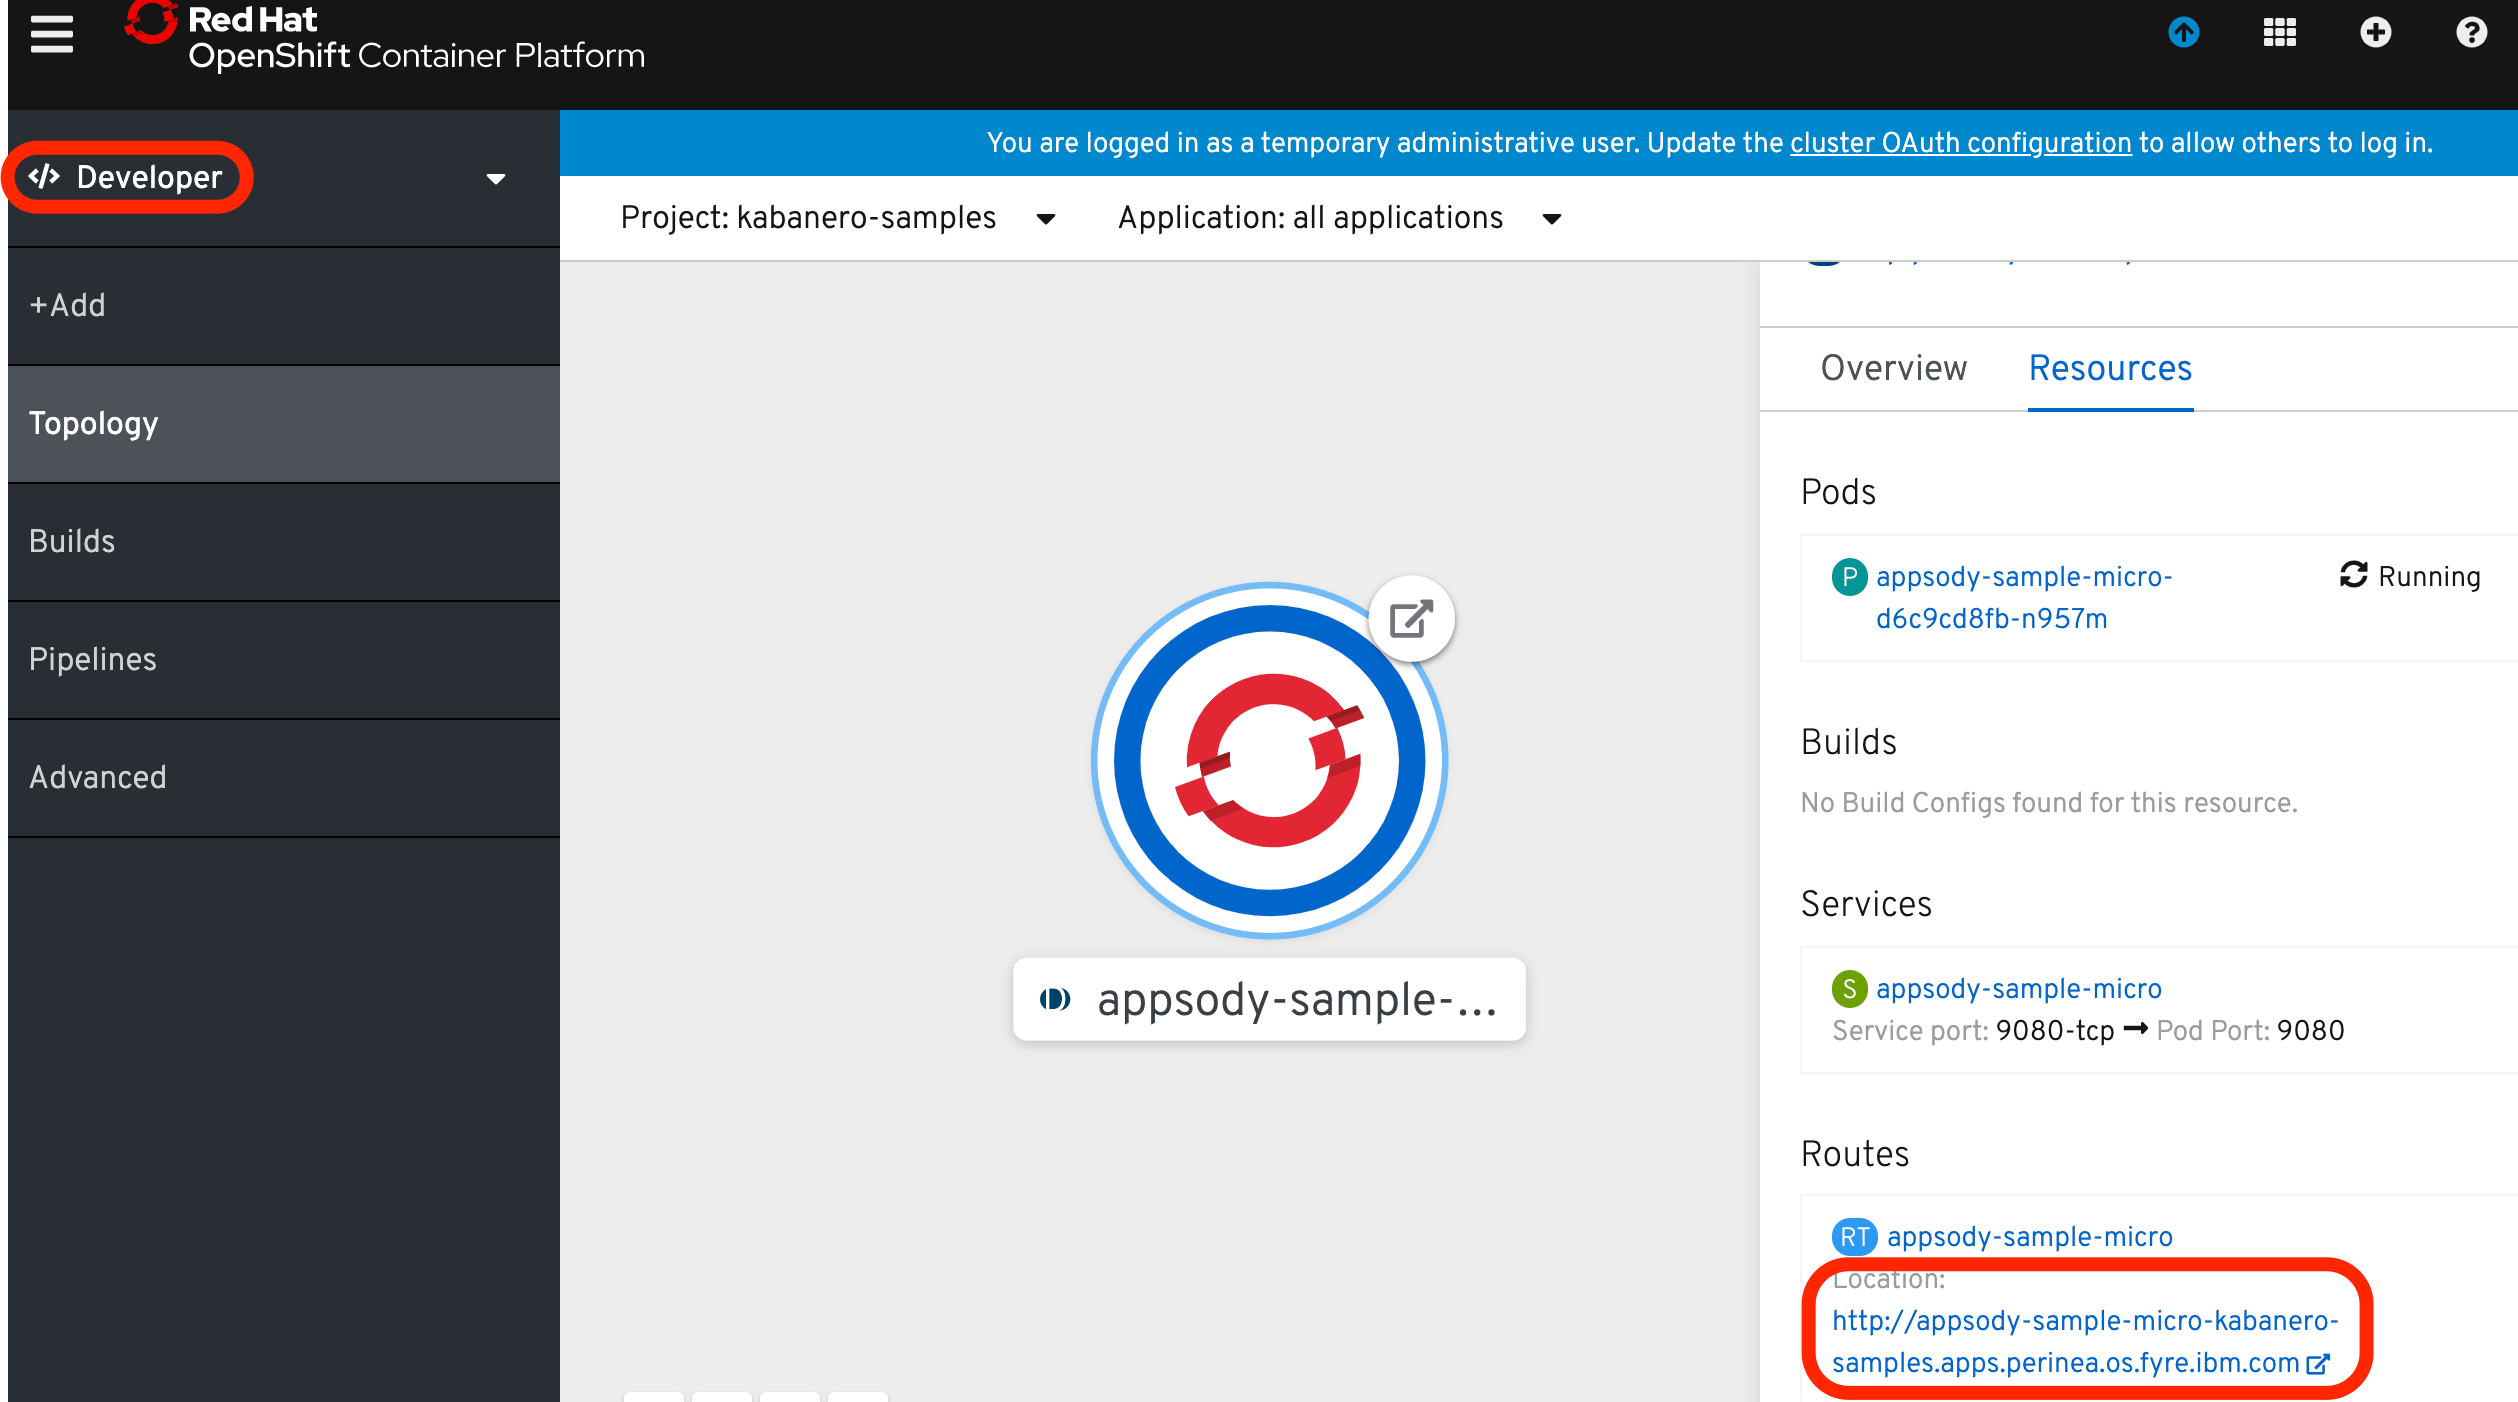 Red Hat
OpenShift Container Platform
Developer
You are logged in as a temporary administrative user. Update the cluster OAuth configuration to allow others to log in.
Project: kabanero-samples
Application: all applications
+Add
Topology
Builds
Pipelines
Advanced
appsody-sample-...
Overview
Resources
Pods
P appsody-sample-micro-
d6c9cd8fb-n957m
Running
Builds
No Build Configs found for this resource.
Services
S appsody-sample-micro
Service port: 9080-tcp → Pod Port: 9080
Routes
RT appsody-sample-micro
Location:
http://appsody-sample-micro-kabanero-
samples.apps.perinea.os.fyre.ibm.com